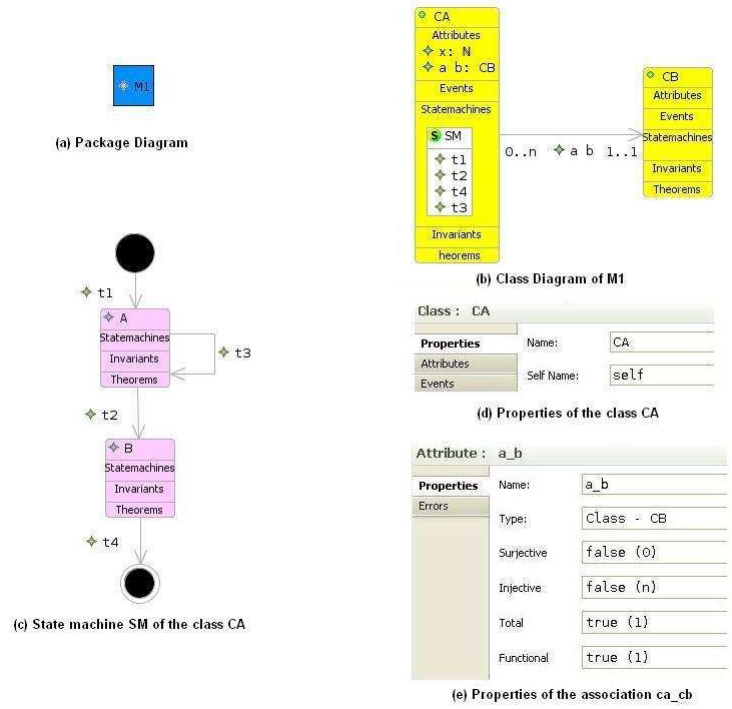 M1
(a) Package Diagram
CA
Attributes
x: N
a b: CB
Events
Statemachines
S SM
t1
t2
t4
t3
Invariants
heorems
0..n a b 1..1
CB
Attributes
Events
Statemachines
Invariants
Theorems
(b) Class Diagram of M1
t1
A
Statemachines
Invariants
Theorems
t3
t2
B
Statemachines
Invariants
Theorems
t4
(c) State machine SM of the class CA
Class : CA
Properties
Attributes
Events
Name: CA
Self Name: self
(d) Properties of the class CA
Attribute : a_b
Properties
Errors
Name: a_b
Type: Class - CB
Surjective false (0)
Injective false (n)
Total true (1)
Functional true (1)
(e) Properties of the association ca_cb